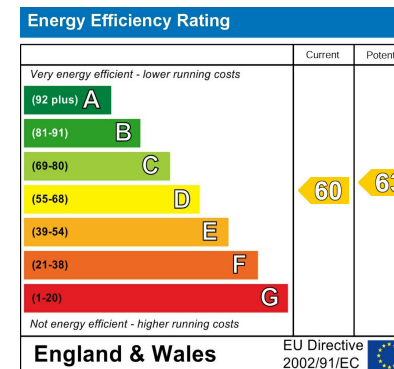 Energy Efficiency Rating
Current
Very energy efficient - lower running costs
(92 plus) A
(81-91) B
(69-80) C
(55-68) D
60
63
(39-54) E
(21-38) F
(1-20) G
Not energy efficient - higher running costs
England & Wales
EU Directive
2002/91/EC